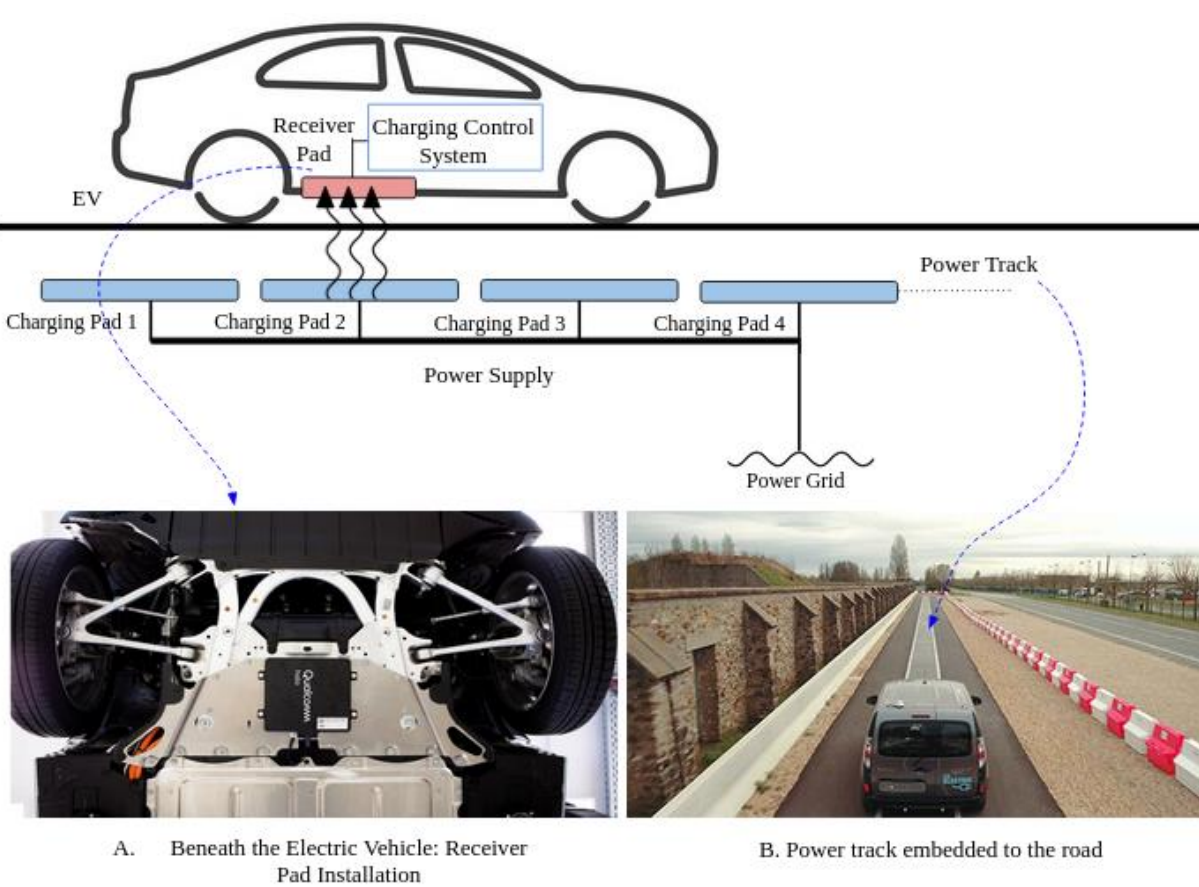 Receiver
Pad
Charging Control
System
EV
Power Track
Charging Pad 1
Charging Pad 2
Charging Pad 3
Charging Pad 4
Power Supply
Power Grid
Qualcomm
A. Beneath the Electric Vehicle: Receiver
Pad Installation
B. Power track embedded to the road